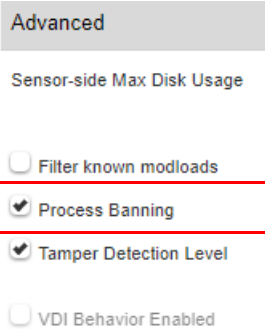 Advanced
Sensor-side Max Disk Usage
Filter known modloads
Process Banning
Tamper Detection Level
VDI Behavior Enabled